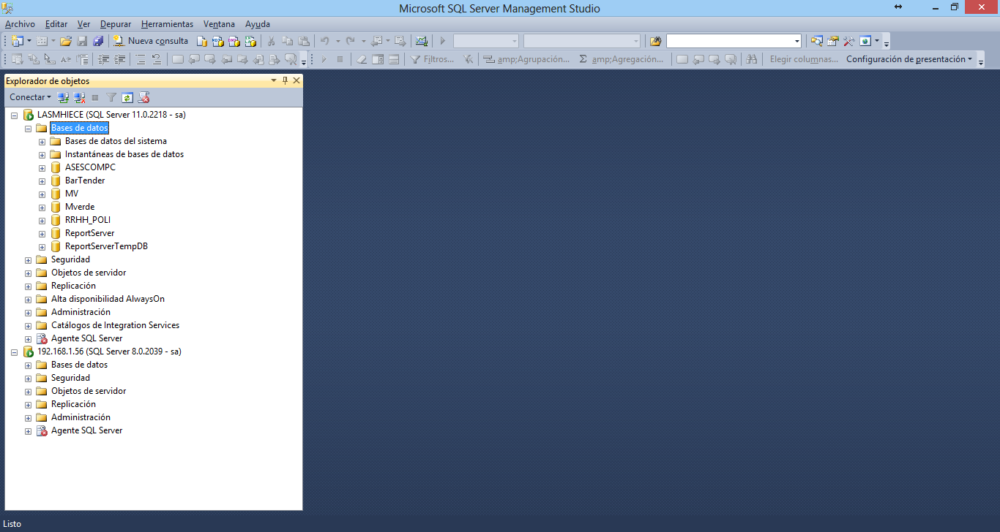 Microsoft SQL Server Management Studio
Archivo Editar Ver Depurar Herramientas Ventana Ayuda
Nueva consulta
Filtros... amp;Agrupación... Σ amp;Agregación... Elegir columnas... Configuración de presentación
Explorador de objetos
Conectar
LASMHIECE (SQL Server 11.0.2218 - sa)
Bases de datos
Bases de datos del sistema
Instantáneas de bases de datos
ASESCOMPC
BarTender
MV
Mverde
RRHH_POLI
ReportServer
ReportServerTempDB
Seguridad
Objetos de servidor
Replicación
Alta disponibilidad AlwaysOn
Administración
Catálogos de Integration Services
Agente SQL Server
192.168.1.56 (SQL Server 8.0.2039 - sa)
Bases de datos
Seguridad
Objetos de servidor
Replicación
Administración
Agente SQL Server
Listo